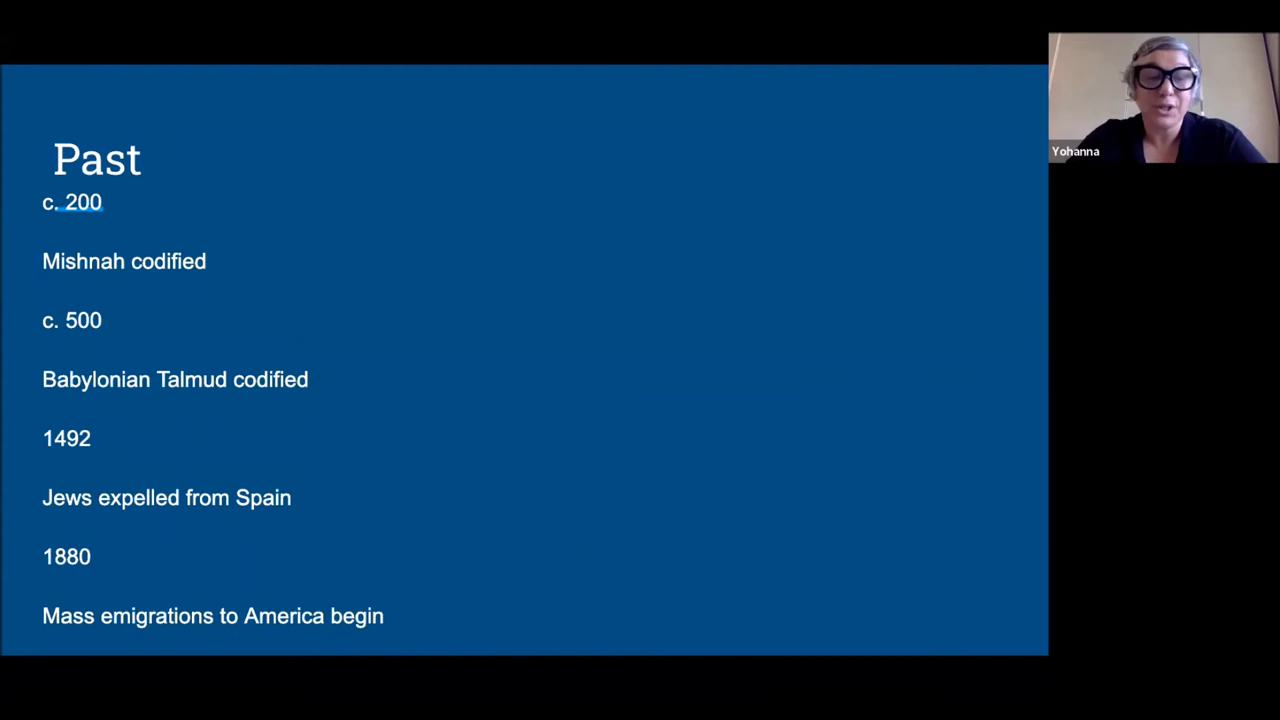 Past
c. 200
Mishnah codified
c. 500
Babylonian Talmud codified
1492
Jews expelled from Spain
1880
Mass emigrations to America begin
Yohanna